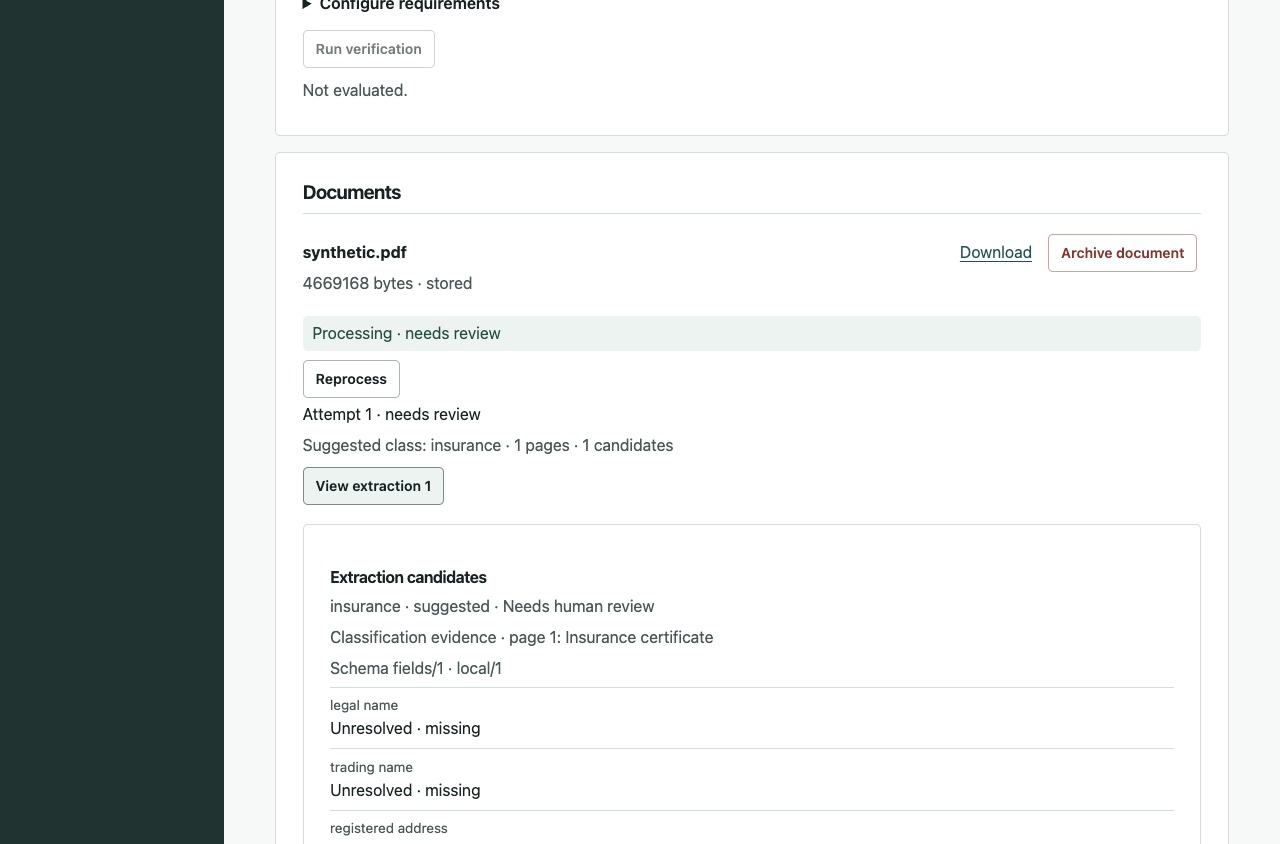 Configure requirements
Run verification
Not evaluated.
Documents
synthetic.pdf
Download
Archive document
4669168 bytes · stored
Processing · needs review
Reprocess
Attempt 1 · needs review
Suggested class: insurance · 1 pages · 1 candidates
View extraction 1
Extraction candidates
insurance · suggested · Needs human review
Classification evidence · page 1: Insurance certificate
Schema fields/1 · local/1
legal name
Unresolved · missing
trading name
Unresolved · missing
registered address